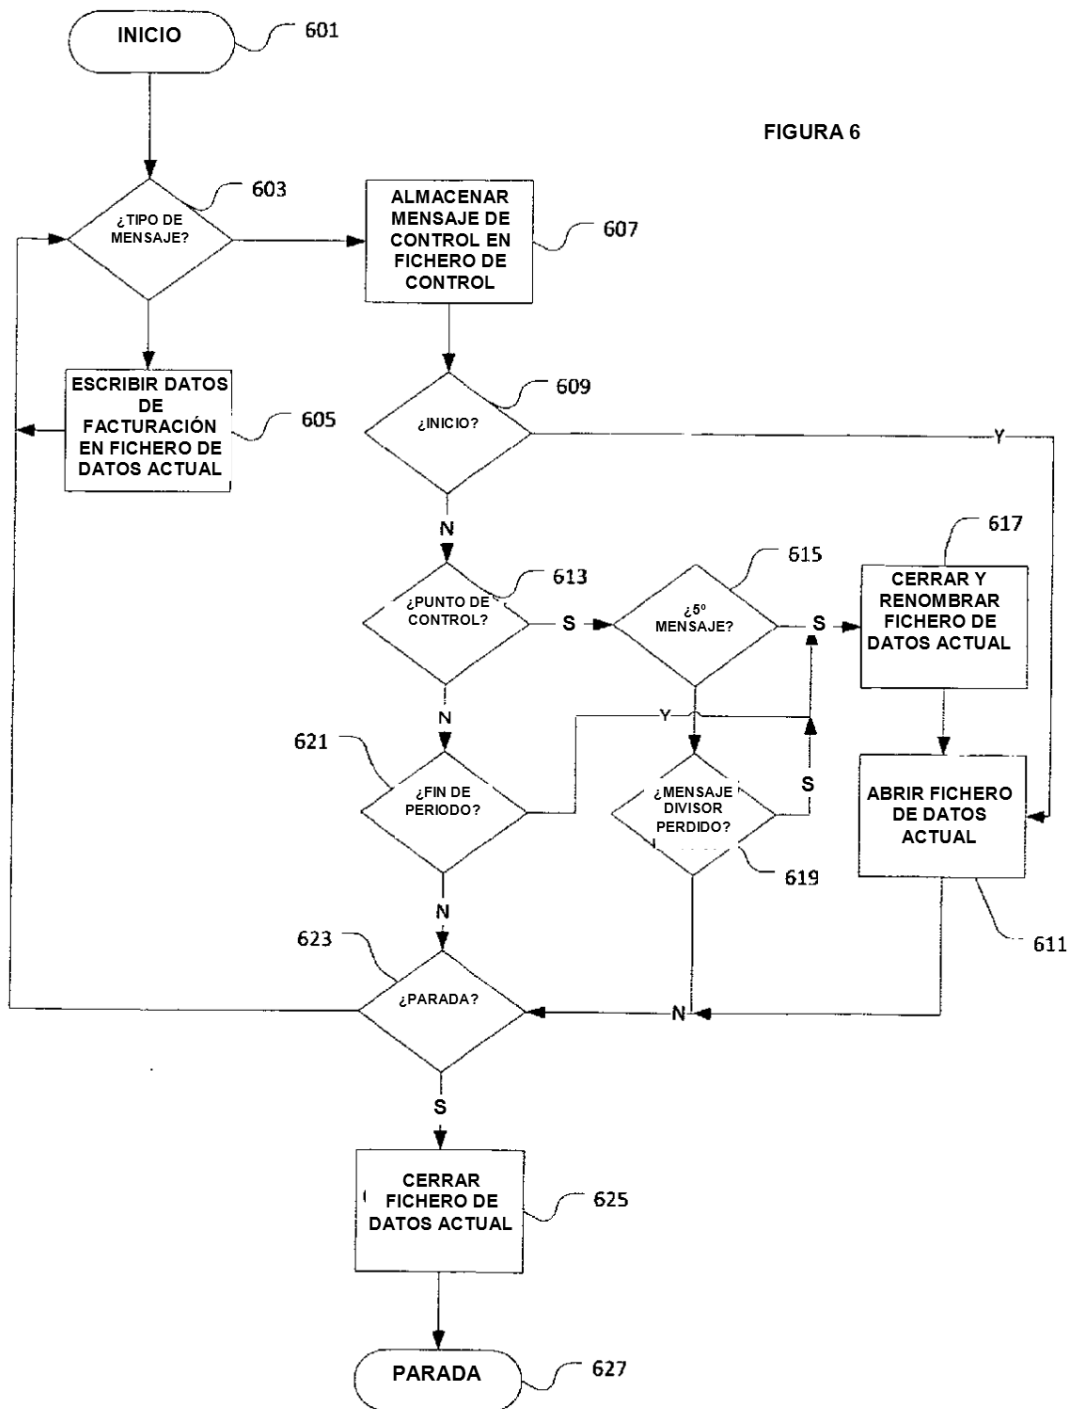 INICIO
601
FIGURA 6
603
¿TIPO DE
MENSAJE?
ALMACENAR
MENSAJE DE
CONTROL EN
FICHERO DE
CONTROL
607
ESCRIBIR DATOS
DE
FACTURACIÓN
EN FICHERO DE
DATOS ACTUAL
605
609
¿INICIO?
Y
N
613
¿PUNTO DE
CONTROL?
S
615
¿5º
MENSAJE?
S
617
CERRAR Y
RENOMBRAR
FICHERO DE
DATOS ACTUAL
N
Y
621
¿FIN DE
PERIODO?
¿MENSAJE
DIVISOR
PERDIDO?
S
619
ABRIR FICHERO
DE DATOS
ACTUAL
611
N
623
¿PARADA?
N
S
CERRAR
FICHERO DE
DATOS ACTUAL
625
PARADA
627